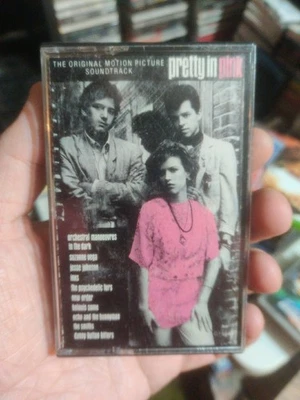 THE ORIGINAL MOTION PICTURE
SOUNDTRACK
pretty in pink
orchestral manoeuvres
in the dark
suzanne vega
jesse johnson
inxs
the psychedelic furs
new order
belouis some
echo and the bunnymen
the smiths
danny hutton hitters